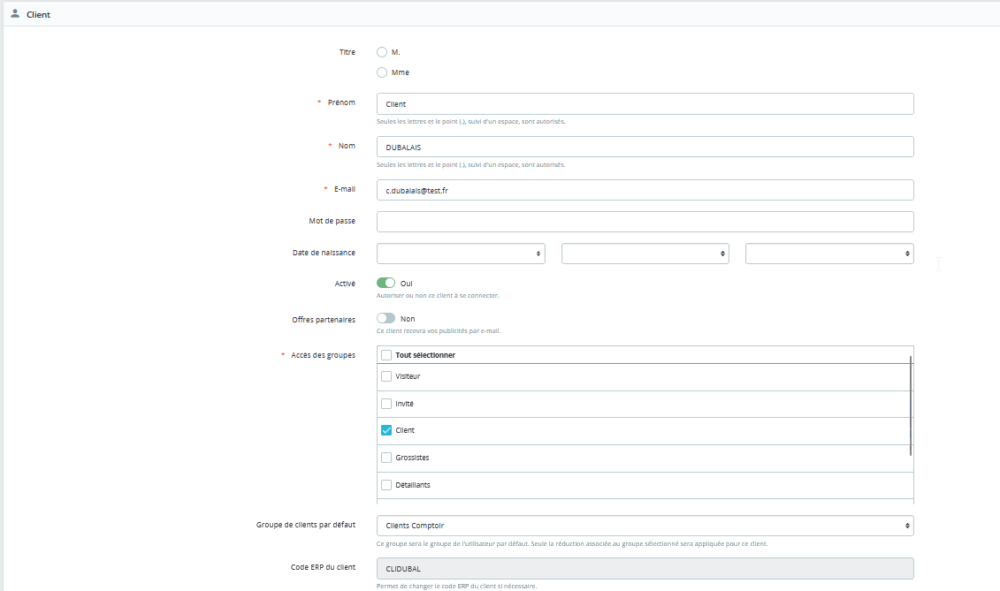 Client
Titre
M.
Mme
* Prénom
Client
Seules les lettres et le point (.), suivi d'un espace, sont autorisés.
* Nom
DUBALAIS
Seules les lettres et le point (.), suivi d'un espace, sont autorisés.
* E-mail
c.dubalais@test.fr
Mot de passe
Date de naissance
Activé
Oui
Autoriser ou non ce client à se connecter.
Offres partenaires
Non
Ce client recevra vos publicités par e-mail.
* Accès des groupes
Tout sélectionner
Visiteur
Invité
Client
Grossistes
Détaillants
Groupe de clients par défaut
Clients Comptoir
Ce groupe sera le groupe de l'utilisateur par défaut. Seule la réduction associée au groupe sélectionné sera appliquée pour ce client.
Code ERP du client
CLIDUBAL
Permet de changer le code ERP du client si nécessaire.